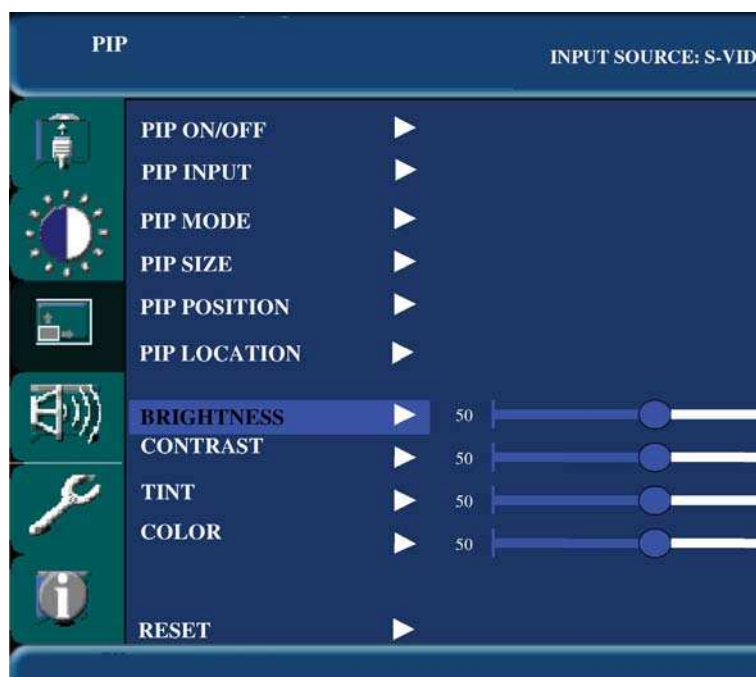 PIP
INPUT SOURCE: S-VID
PIP ON/OFF
PIP INPUT
PIP MODE
PIP SIZE
PIP POSITION
PIP LOCATION
BRIGHTNESS 50
CONTRAST 50
TINT 50
COLOR 50
RESET